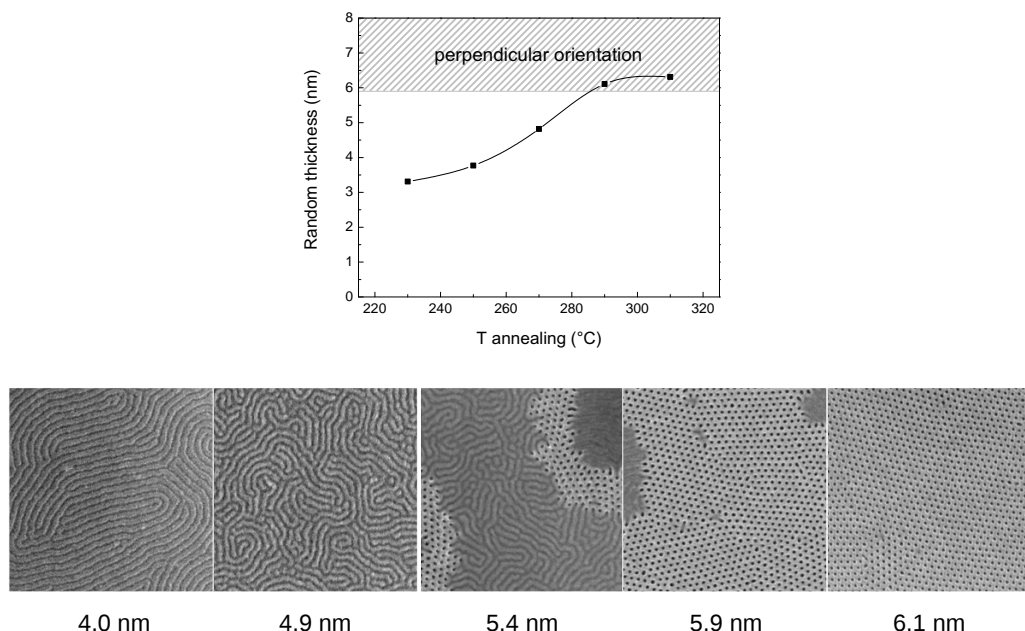 8
7
6
5
4
3
2
1
0
Random thickness (nm)
perpendicular orientation
220 240 260 280 300 320
T annealing (°C)
4.0 nm 4.9 nm 5.4 nm 5.9 nm 6.1 nm